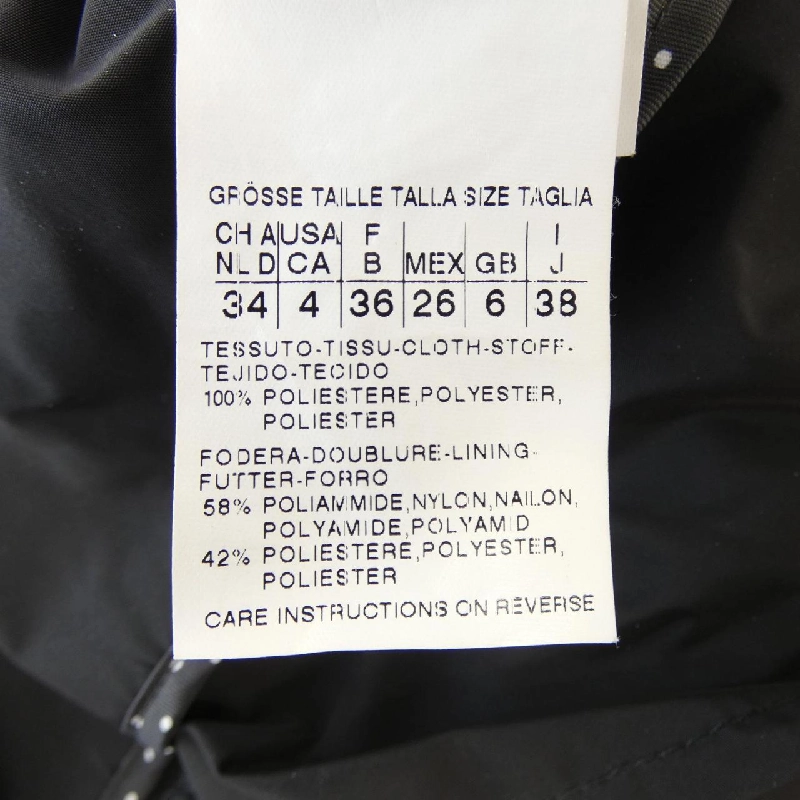 GRÖSSE TAILLE TALLA SIZE TAGLIA
CH A USA F I
NL D CA B MEX GB J
34 4 36 26 6 38
TESSUTO-TISSU-CLOTH-STOFF-
TEJIDO-TECIDO
100% POLIESTERE,POLYESTER,
POLIESTER
FODERA-DOUBLURE-LINING-
FUTTER-FORRO
58% POLIAMMIDE,NYLON,NAILON,
POLYAMIDE,POLYAMID
42% POLIESTERE,POLYESTER,
POLIESTER
CARE INSTRUCTIONS ON REVERSE